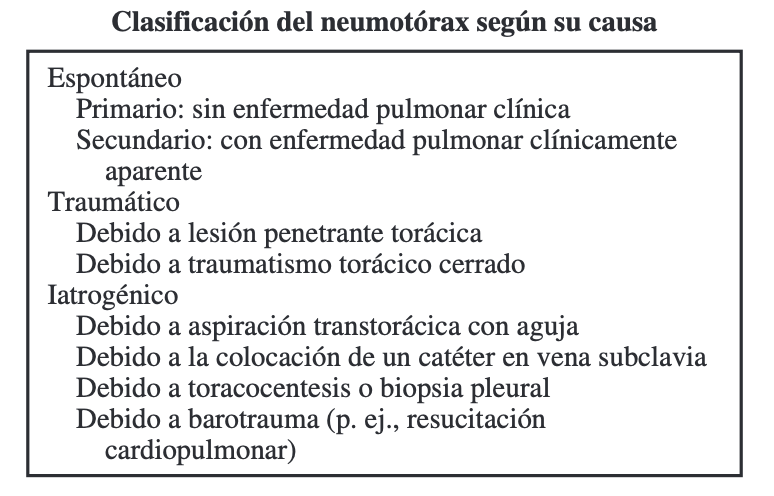 Clasificación del neumotórax según su causa
Espontáneo
Primario: sin enfermedad pulmonar clínica
Secundario: con enfermedad pulmonar clínicamente
aparente
Traumático
Debido a lesión penetrante torácica
Debido a traumatismo torácico cerrado
Iatrogénico
Debido a aspiración transtorácica con aguja
Debido a la colocación de un catéter en vena subclavia
Debido a toracocentesis o biopsia pleural
Debido a barotrauma (p. ej., resucitación
cardiopulmonar)